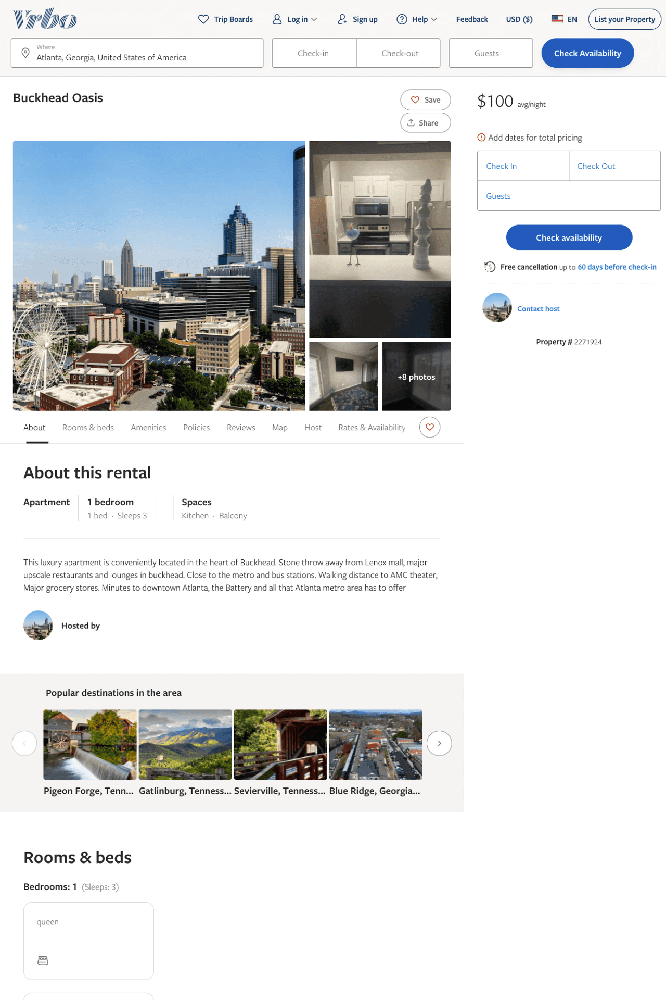 Vrbo
Trip Boards
Log in
Sign up
Help
Feedback
USD ($)
EN
List your Property
Where
Atlanta, Georgia, United States of America
Check-in
Check-out
Guests
Check Availability
Buckhead Oasis
Save
Share
+8 photos
$100 avg/night
Add dates for total pricing
Check In
Check Out
Guests
Check availability
Free cancellation up to 60 days before check-in
Contact host
Property # 2271924
About
Rooms & beds
Amenities
Policies
Reviews
Map
Host
Rates & Availability
About this rental
Apartment
1 bedroom
1 bed · Sleeps 3
Spaces
Kitchen · Balcony
This luxury apartment is conveniently located in the heart of Buckhead. Stone throw away from Lenox mall, major
upscale restaurants and lounges in buckhead. Close to the metro and bus stations. Walking distance to AMC theater,
Major grocery stores. Minutes to downtown Atlanta, the Battery and all that Atlanta metro area has to offer
Hosted by
Popular destinations in the area
Pigeon Forge, Tenn...
Gatlinburg, Tenness...
Sevierville, Tenness...
Blue Ridge, Georgia...
Rooms & beds
Bedrooms: 1 (Sleeps: 3)
queen